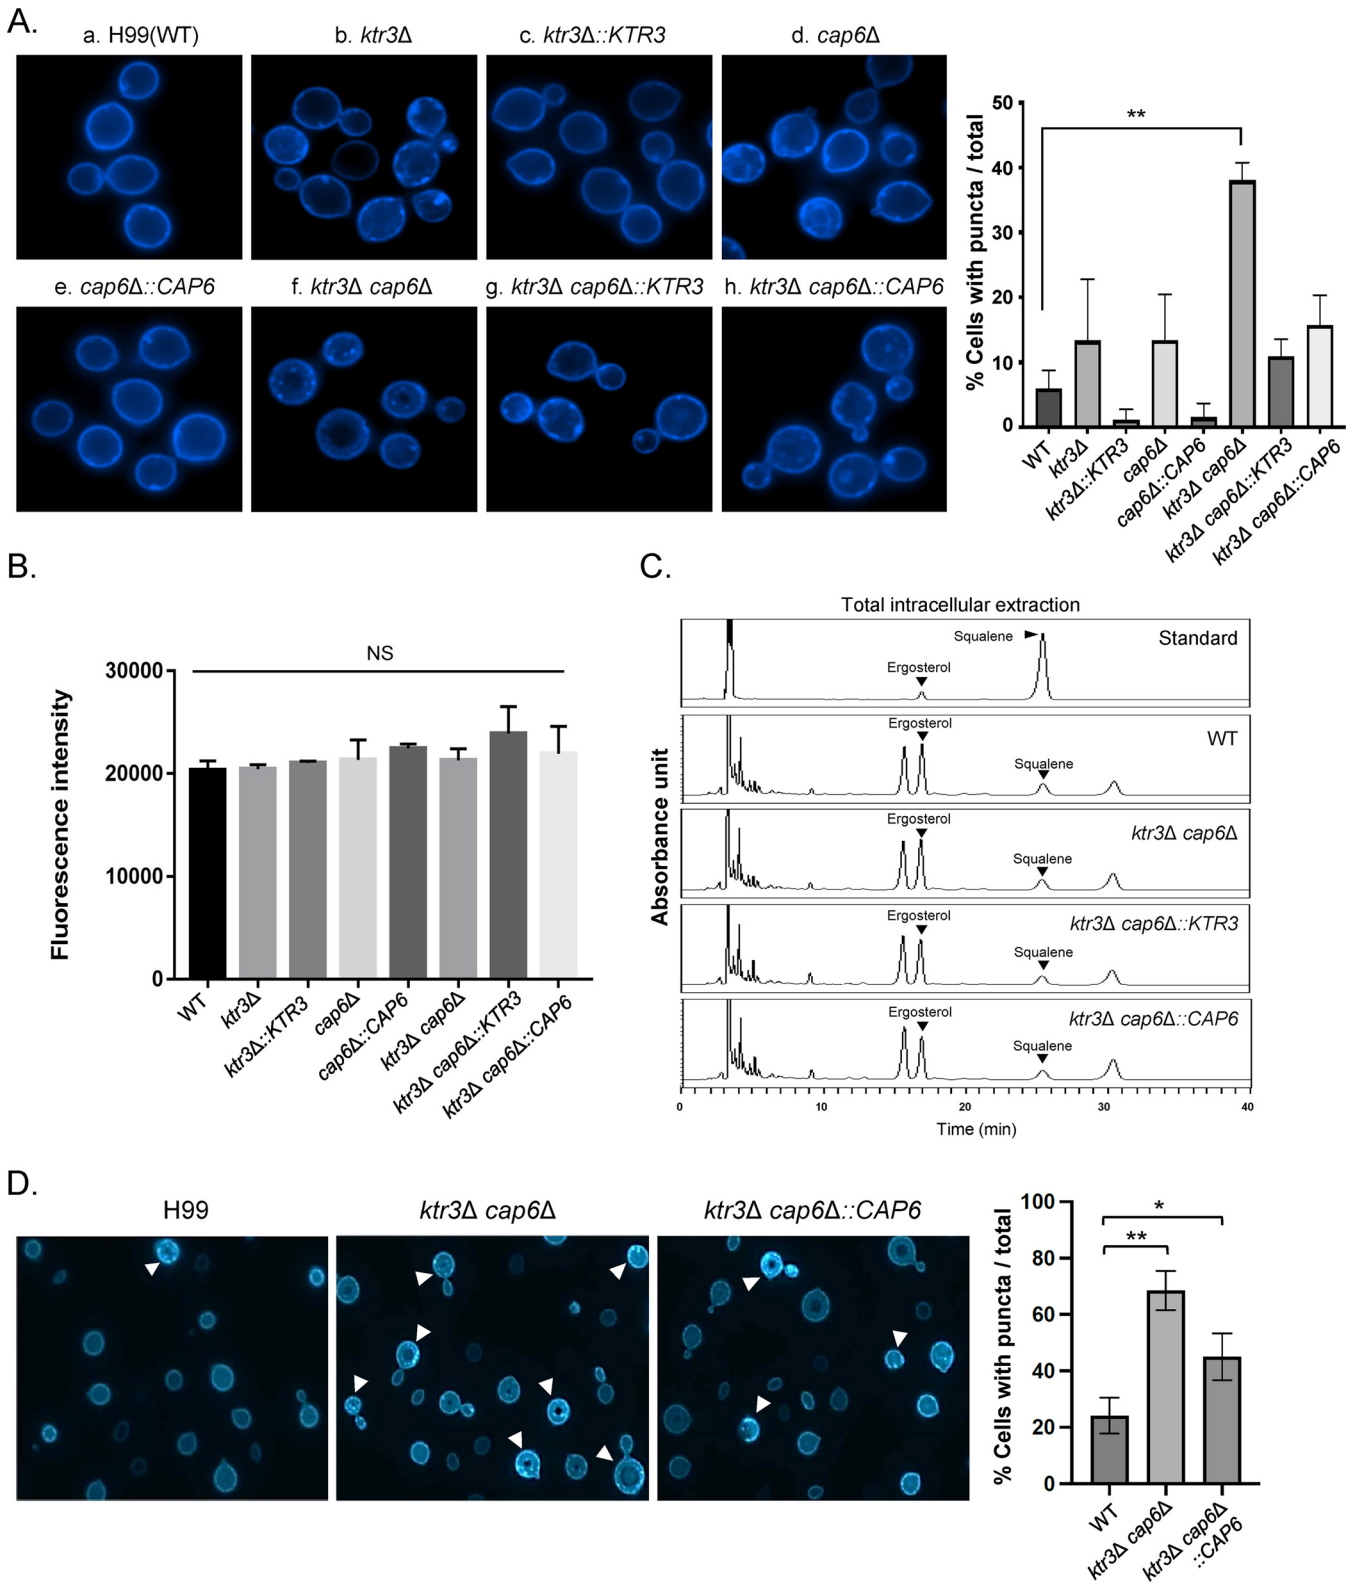 A.
a. H99(WT)
b. ktr3Δ
c. ktr3Δ::KTR3
d. cap6Δ
e. cap6Δ::CAP6
f. ktr3Δ cap6Δ
g. ktr3Δ cap6Δ::KTR3
h. ktr3Δ cap6Δ::CAP6
% Cells with puncta / total
50
40
30
20
10
0
**
WT
ktr3Δ
ktr3Δ::KTR3
cap6Δ
cap6Δ::CAP6
ktr3Δ cap6Δ
ktr3Δ cap6Δ::KTR3
ktr3Δ cap6Δ::CAP6
B.
Fluorescence intensity
30000
20000
10000
0
NS
WT
ktr3Δ
ktr3Δ::KTR3
cap6Δ
cap6Δ::CAP6
ktr3Δ cap6Δ
ktr3Δ cap6Δ::KTR3
ktr3Δ cap6Δ::CAP6
C.
Total intracellular extraction
Absorbance unit
Squalene
Standard
Ergosterol
Ergosterol
WT
Squalene
Ergosterol
ktr3Δ cap6Δ
Squalene
Ergosterol
ktr3Δ cap6Δ::KTR3
Squalene
Ergosterol
ktr3Δ cap6Δ::CAP6
Squalene
0
10
20
30
40
Time (min)
D.
H99
ktr3Δ cap6Δ
ktr3Δ cap6Δ::CAP6
% Cells with puncta / total
100
80
60
40
20
0
*
**
WT
ktr3Δ cap6Δ
ktr3Δ cap6Δ
::CAP6